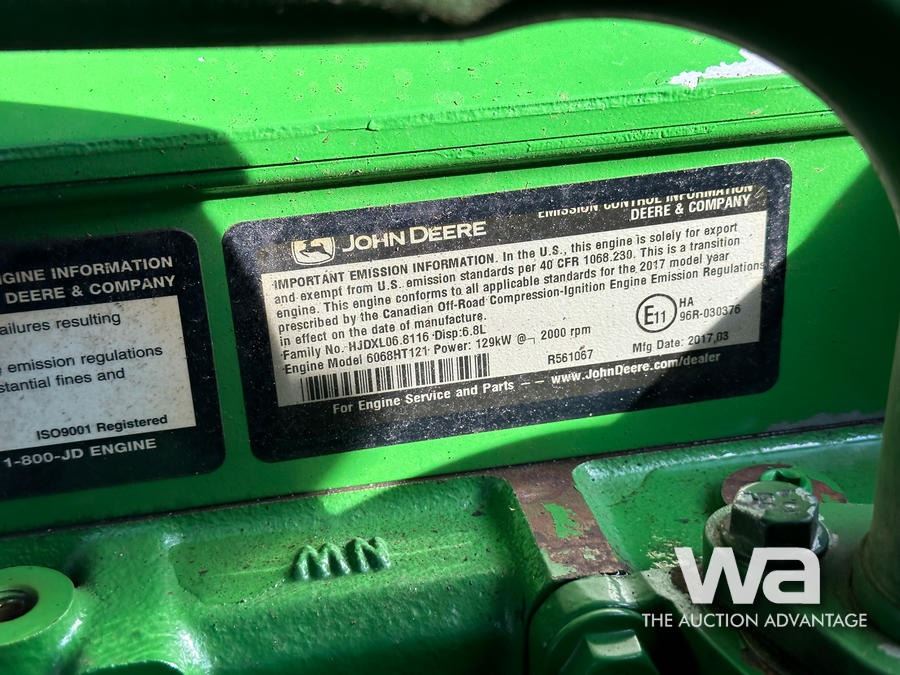 NGINE INFORMATION
DEERE & COMPANY
ailures resulting
emission regulations
stantial fines and
ISO9001 Registered
1-800-JD ENGINE
JOHN DEERE
EMISSION CONTROL INFORMATION
DEERE & COMPANY
IMPORTANT EMISSION INFORMATION. In the U.S., this engine is solely for export
and exempt from U.S. emission standards per 40 CFR 1068.230. This is a transition
engine. This engine conforms to all applicable standards for the 2017 model year
prescribed by the Canadian Off-Road Compression-Ignition Engine Emission Regulations
in effect on the date of manufacture.
Family No. HJDXL06.8116 Disp:6.8L
Engine Model 6068HT121 Power: 129kW @ 2000 rpm
E11
HA
96R-030376
R561067
Mfg Date: 2017,03
For Engine Service and Parts -- www.JohnDeere.com/dealer
MN
wa
THE AUCTION ADVANTAGE